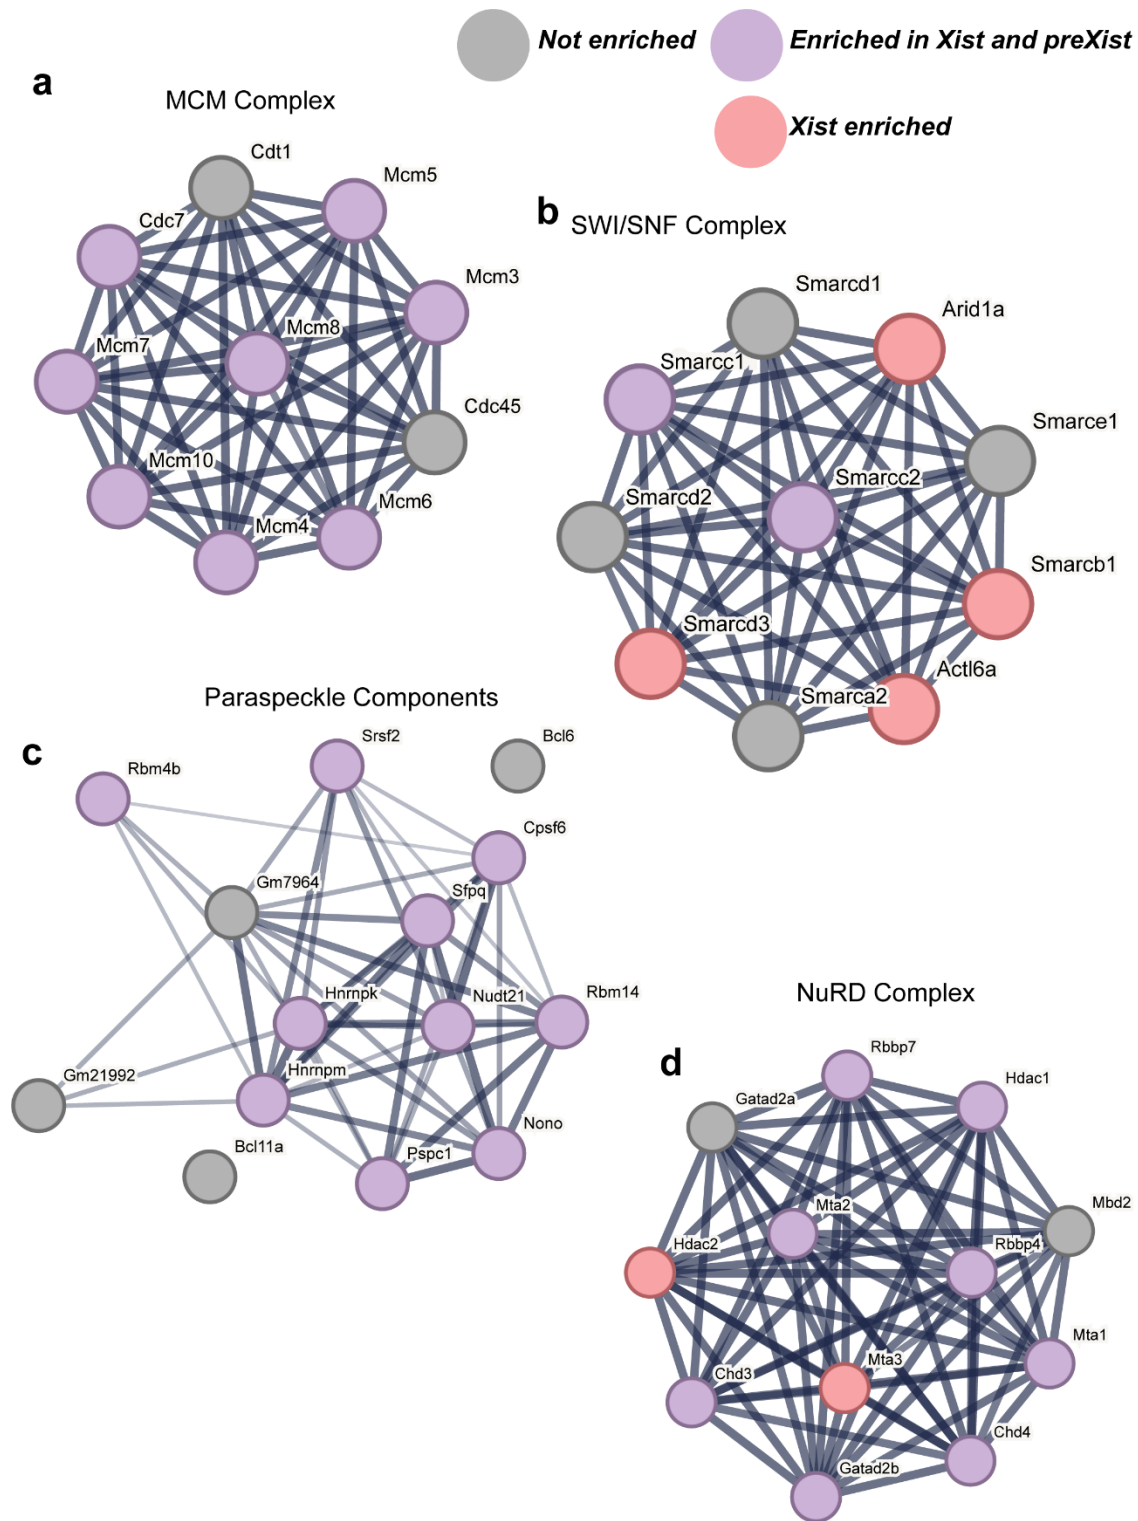 Not enriched
Enriched in Xist and preXist
Xist enriched
a
MCM Complex
Cdt1
Mcm5
Cdc7
Mcm3
Mcm8
Mcm7
Cdc45
Mcm10
Mcm6
Mcm4
b
SWI/SNF Complex
Smarcd1
Arid1a
Smarcc1
Smarce1
Smarcc2
Smarcd2
Smarcb1
Smarcd3
Actl6a
Smarca2
Paraspeckle Components
c
Srsf2
Bcl6
Rbm4b
Cpsf6
Gm7964
Sfpq
Hnrnpk
Nudt21
Rbm14
Hnrnpm
Gm21992
Nono
Bcl11a
Pspc1
NuRD Complex
d
Rbbp7
Hdac1
Gatad2a
Mta2
Mbd2
Hdac2
Rbbp4
Mta1
Mta3
Chd3
Chd4
Gatad2b